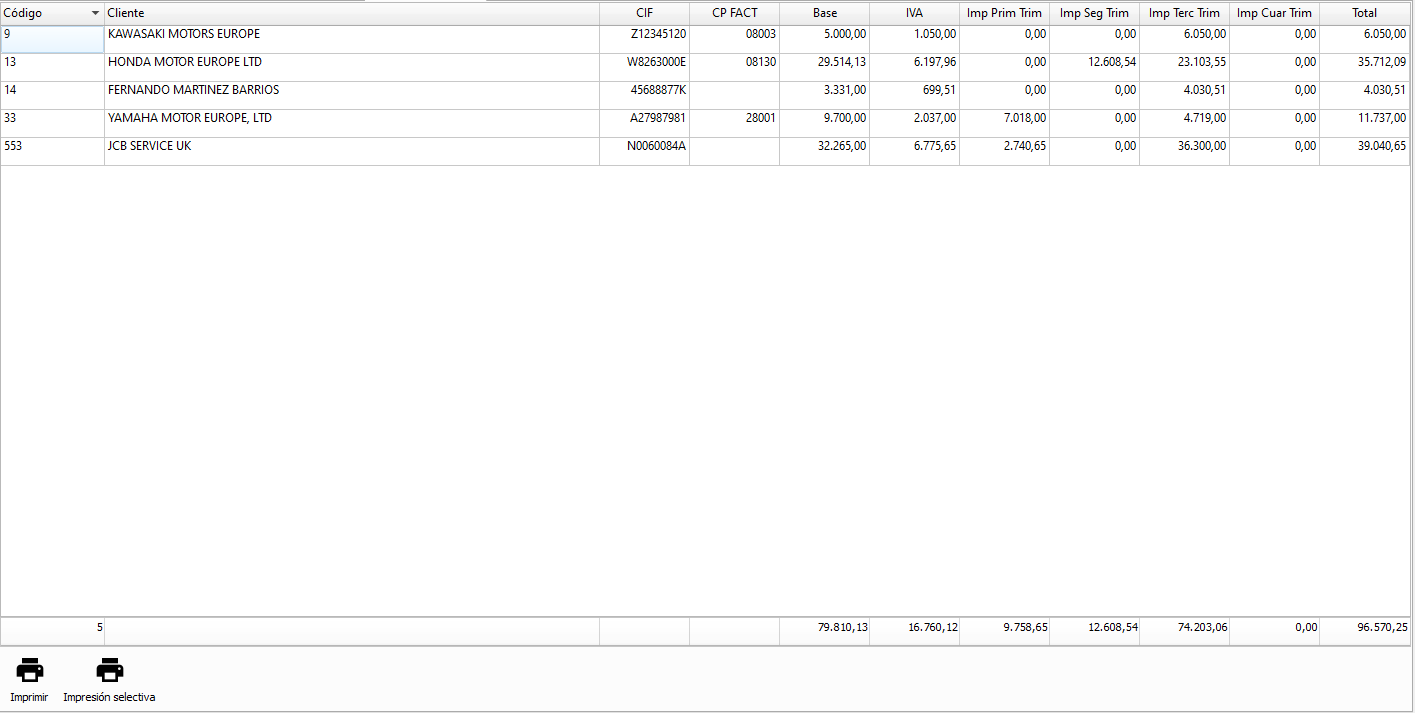 Código Cliente CIF CP FACT Base IVA Imp Prim Trim Imp Seg Trim Imp Terc Trim Imp Cuar Trim Total
9 KAWASAKI MOTORS EUROPE Z12345120 08003 5.000,00 1.050,00 0,00 0,00 6.050,00 0,00 6.050,00
13 HONDA MOTOR EUROPE LTD W8263000E 08130 29.514,13 6.197,96 0,00 12.608,54 23.103,55 0,00 35.712,09
14 FERNANDO MARTINEZ BARRIOS 45688877K 3.331,00 699,51 0,00 0,00 4.030,51 0,00 4.030,51
33 YAMAHA MOTOR EUROPE, LTD A27987981 28001 9.700,00 2.037,00 7.018,00 0,00 4.719,00 0,00 11.737,00
553 JCB SERVICE UK N0060084A 32.265,00 6.775,65 2.740,65 0,00 36.300,00 0,00 39.040,65
5 79.810,13 16.760,12 9.758,65 12.608,54 74.203,06 0,00 96.570,25
Imprimir Impresión selectiva